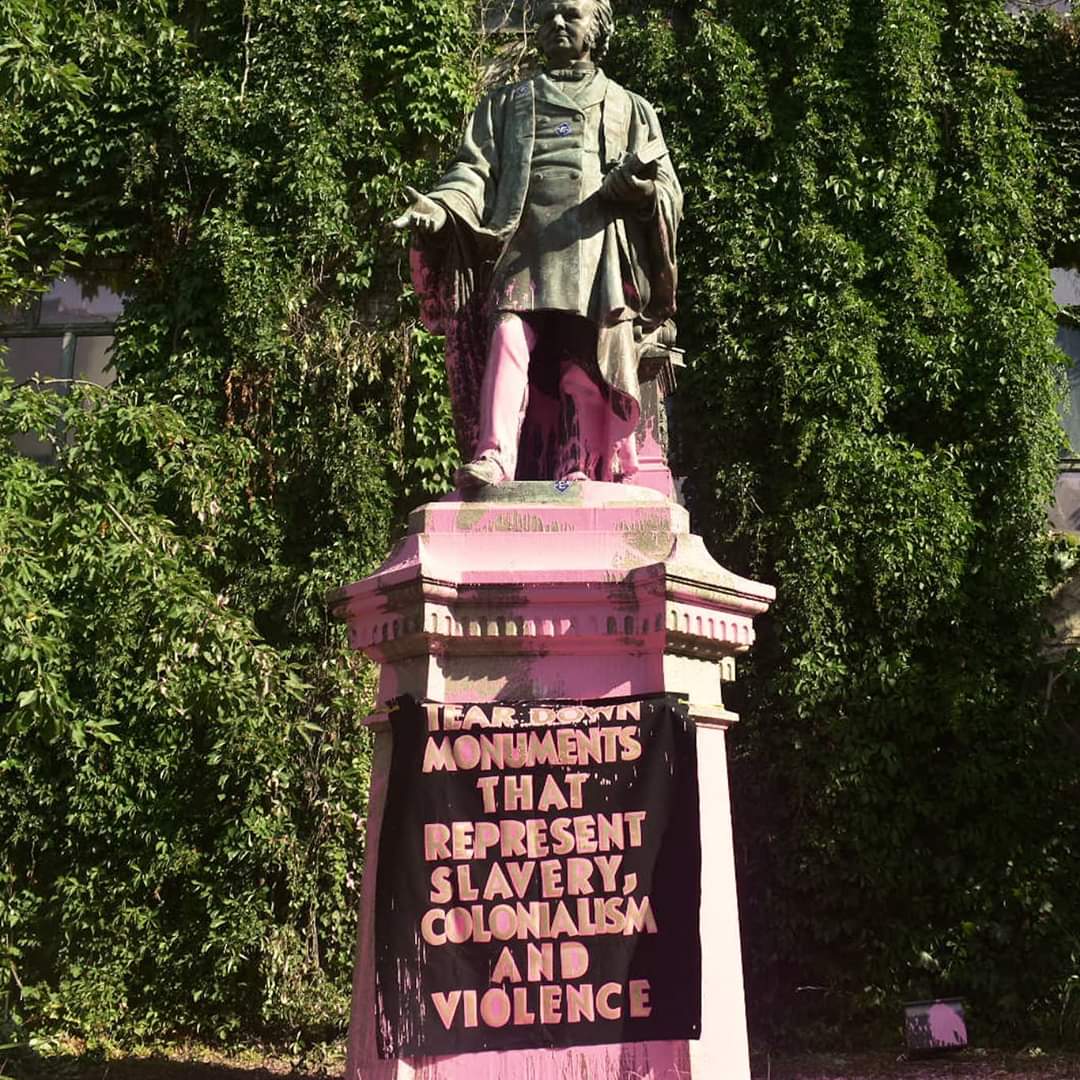 TEAR DOWN
MONUMENTS
THAT
REPRESENT
SLAVERY,
COLONIALISM
AND
VIOLENCE